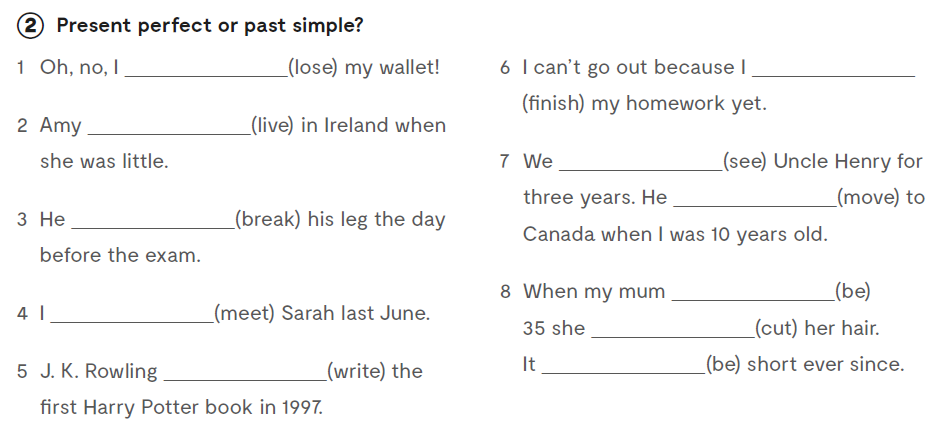 2 Present perfect or past simple?
1 Oh, no, I _______________(lose) my wallet!
2 Amy _______________(live) in Ireland when
she was little.
3 He _______________(break) his leg the day
before the exam.
4 I _______________(meet) Sarah last June.
5 J. K. Rowling _______________(write) the
first Harry Potter book in 1997.
6 I can’t go out because I _______________
(finish) my homework yet.
7 We _______________(see) Uncle Henry for
three years. He _______________(move) to
Canada when I was 10 years old.
8 When my mum _______________(be)
35 she _______________(cut) her hair.
It _______________(be) short ever since.